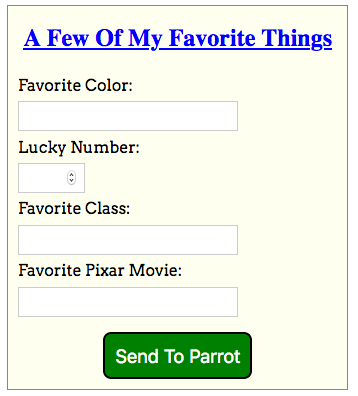 A Few Of My Favorite Things
Favorite Color:
Lucky Number:
Favorite Class:
Favorite Pixar Movie:
Send To Parrot